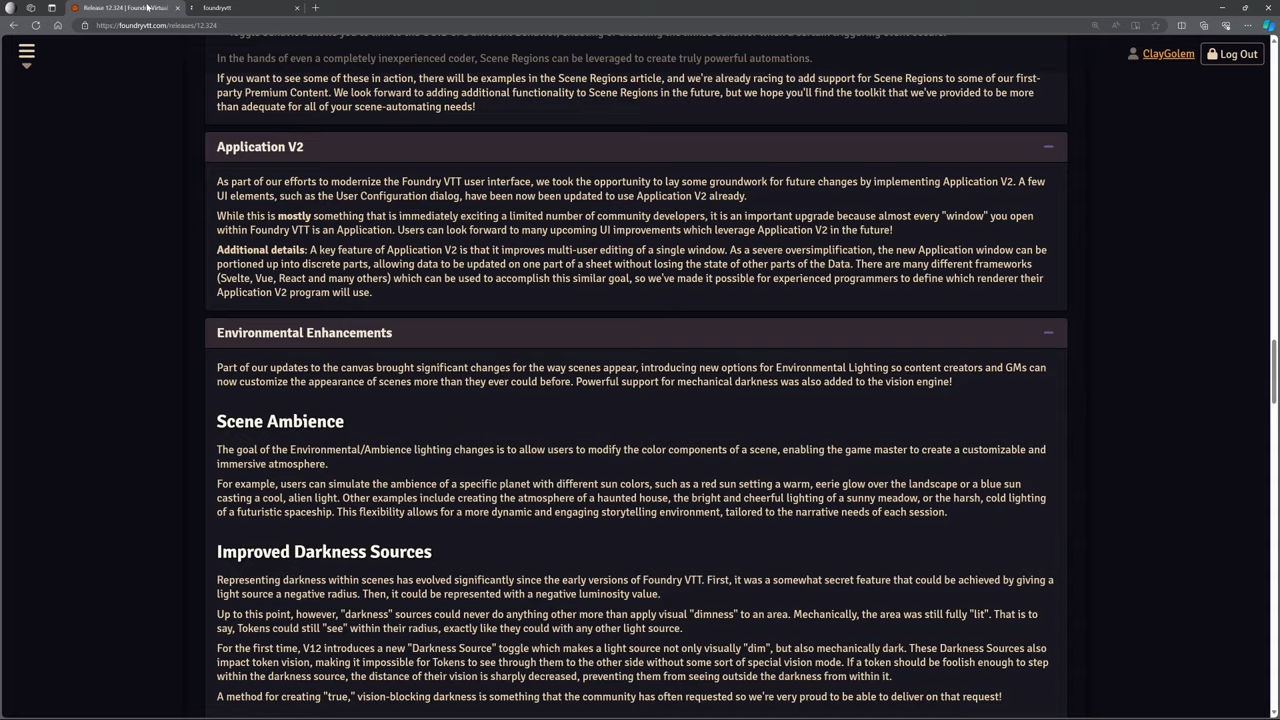 Release 12.324 | Foundry Virtual
foundryvtt
https://foundryvtt.com/releases/12.324
ClayGolem
Log Out
In the hands of even a completely inexperienced coder, Scene Regions can be leveraged to create truly powerful automations.
If you want to see some of these in action, there will be examples in the Scene Regions article, and we're already racing to add support for Scene Regions to some of our first-
party Premium Content. We look forward to adding additional functionality to Scene Regions in the future, but we hope you'll find the toolkit that we've provided to be more
than adequate for all of your scene-automating needs!
Application V2
As part of our efforts to modernize the Foundry VTT user interface, we took the opportunity to lay some groundwork for future changes by implementing Application V2. A few
UI elements, such as the User Configuration dialog, have been now been updated to use Application V2 already.
While this is mostly something that is immediately exciting a limited number of community developers, it is an important upgrade because almost every "window" you open
within Foundry VTT is an Application. Users can look forward to many upcoming UI improvements which leverage Application V2 in the future!
Additional details: A key feature of Application V2 is that it improves multi-user editing of a single window. As a severe oversimplification, the new Application window can be
portioned up into discrete parts, allowing data to be updated on one part of a sheet without losing the state of other parts of the Data. There are many different frameworks
(Svelte, Vue, React and many others) which can be used to accomplish this similar goal, so we've made it possible for experienced programmers to define which renderer their
Application V2 program will use.
Environmental Enhancements
Part of our updates to the canvas brought significant changes for the way scenes appear, introducing new options for Environmental Lighting so content creators and GMs can
now customize the appearance of scenes more than they ever could before. Powerful support for mechanical darkness was also added to the vision engine!
Scene Ambience
The goal of the Environmental/Ambience lighting changes is to allow users to modify the color components of a scene, enabling the game master to create a customizable and
immersive atmosphere.
For example, users can simulate the ambience of a specific planet with different sun colors, such as a red sun setting a warm, eerie glow over the landscape or a blue sun
casting a cool, alien light. Other examples include creating the atmosphere of a haunted house, the bright and cheerful lighting of a sunny meadow, or the harsh, cold lighting
of a futuristic spaceship. This flexibility allows for a more dynamic and engaging storytelling environment, tailored to the narrative needs of each session.
Improved Darkness Sources
Representing darkness within scenes has evolved significantly since the early versions of Foundry VTT. First, it was a somewhat secret feature that could be achieved by giving a
light source a negative radius. Then, it could be represented with a negative luminosity value.
Up to this point, however, "darkness" sources could never do anything other more than apply visual "dimness" to an area. Mechanically, the area was still fully "lit". That is to
say, Tokens could still "see" within their radius, exactly like they could with any other light source.
For the first time, V12 introduces a new "Darkness Source" toggle which makes a light source not only visually "dim", but also mechanically dark. These Darkness Sources also
impact token vision, making it impossible for Tokens to see through them to the other side without some sort of special vision mode. If a token should be foolish enough to step
within the darkness source, the distance of their vision is sharply decreased, preventing them from seeing outside the darkness from within it.
A method for creating "true," vision-blocking darkness is something that the community has often requested so we're very proud to be able to deliver on that request!